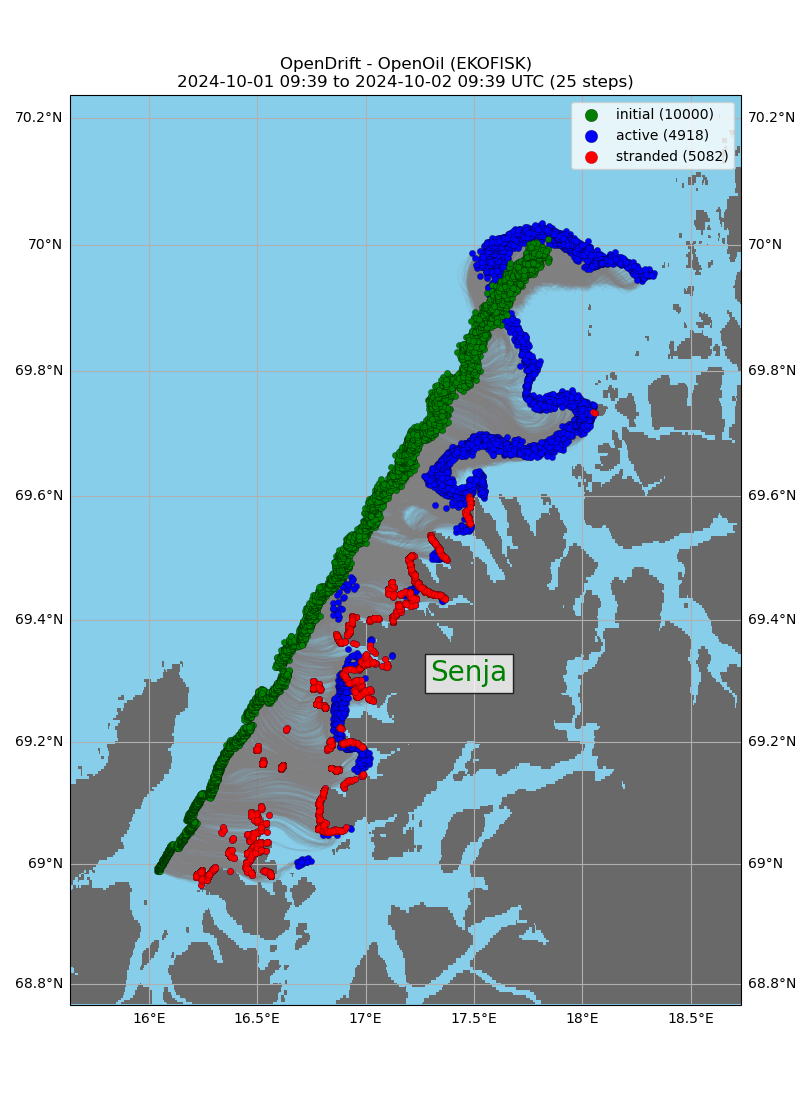 OpenDrift - OpenOil (EKOFISK)
2024-10-01 09:39 to 2024-10-02 09:39 UTC (25 steps)
initial (10000)
active (4918)
stranded (5082)
70.2°N 70.2°N
70°N 70°N
69.8°N 69.8°N
69.6°N 69.6°N
69.4°N 69.4°N
Senja
69.2°N 69.2°N
69°N 69°N
68.8°N 68.8°N
16°E 16.5°E 17°E 17.5°E 18°E 18.5°E